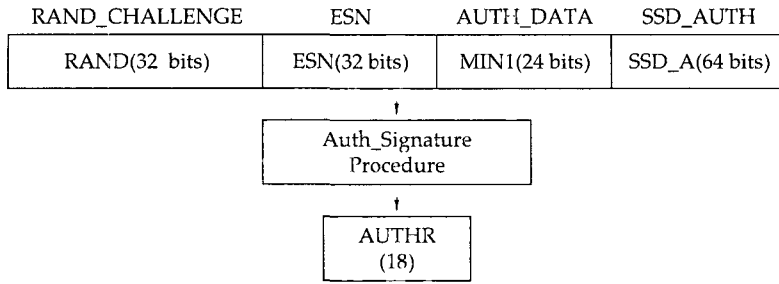 RAND_CHALLENGE ESN AUTH_DATA SSD_AUTH
RAND(32 bits) ESN(32 bits) MIN1(24 bits) SSD_A(64 bits)
Auth_Signature
Procedure
AUTHR
(18)